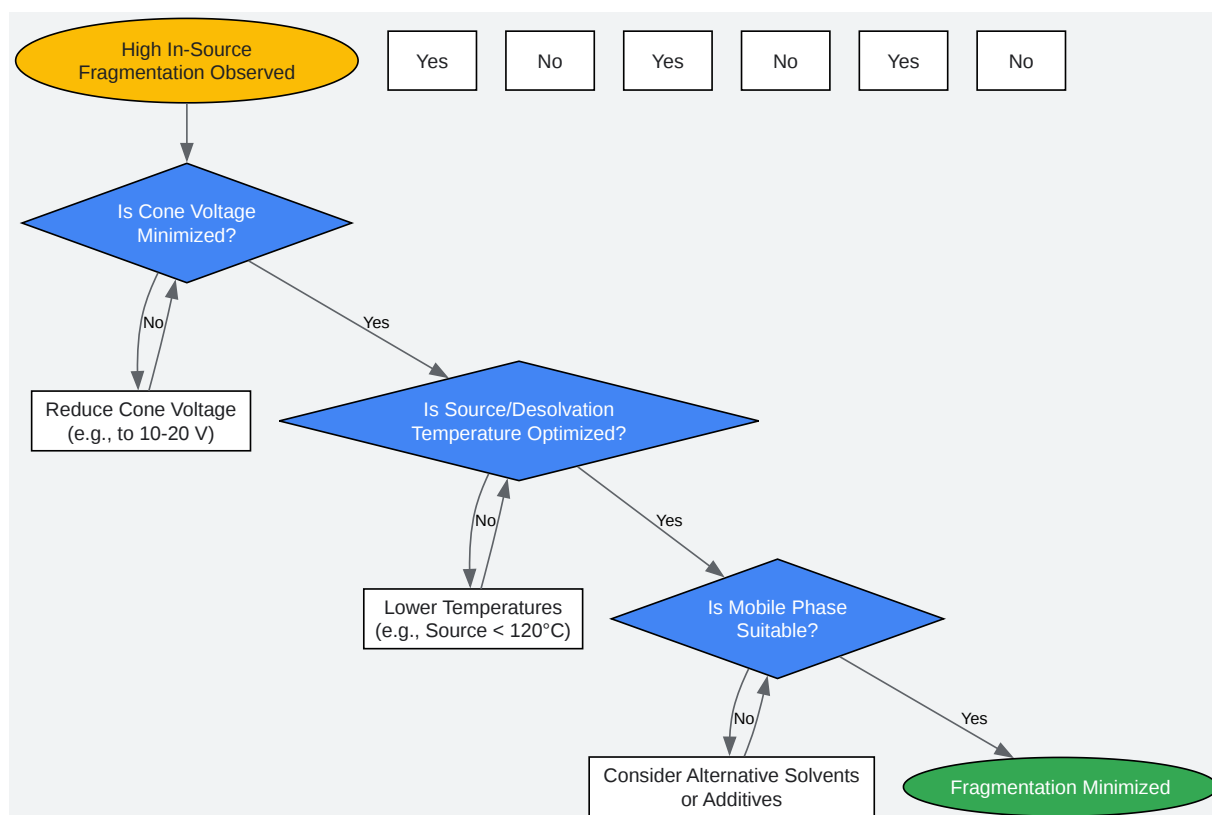 High In-Source
Fragmentation Observed
Yes
No
Yes
No
Yes
No
Is Cone Voltage
Minimized?
No
Yes
Reduce Cone Voltage
(e.g., to 10-20 V)
Is Source/Desolvation
Temperature Optimized?
No
Yes
Lower Temperatures
(e.g., Source < 120°C)
Is Mobile Phase
Suitable?
No
Yes
Consider Alternative Solvents
or Additives
Fragmentation Minimized